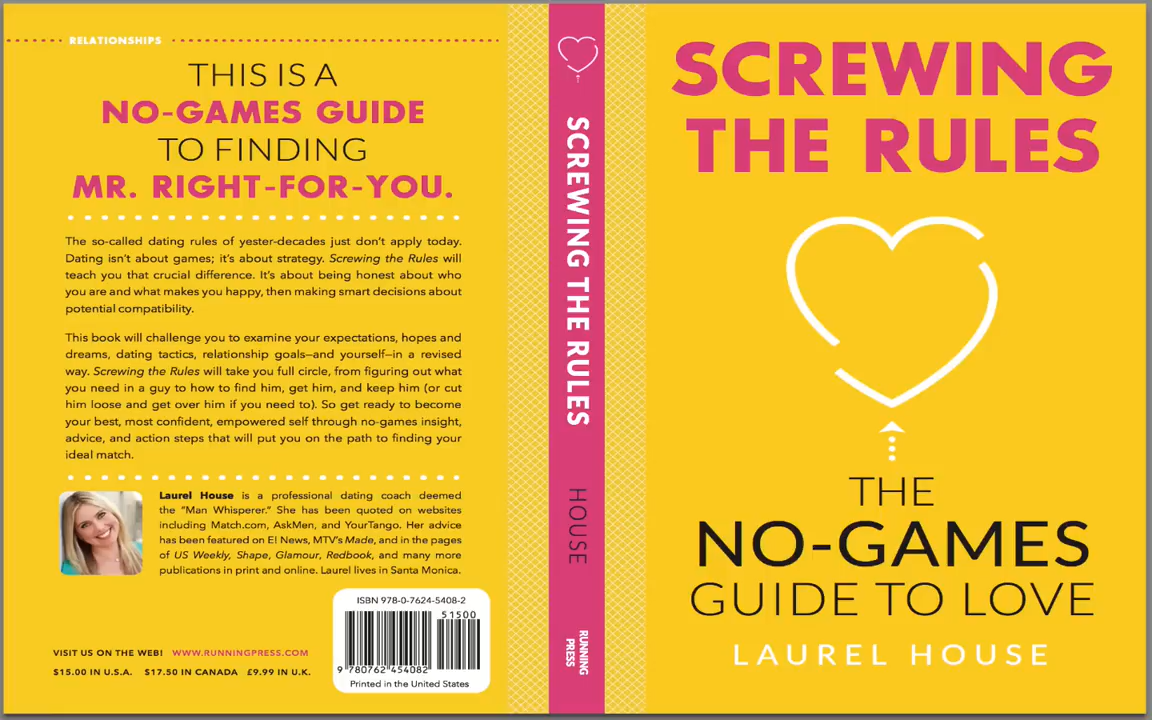 RELATIONSHIPS
THIS IS A
NO-GAMES GUIDE
TO FINDING
MR. RIGHT-FOR-YOU.
The so-called dating rules of yester-decades just don't apply today.
Dating isn't about games; it's about strategy. Screwing the Rules will
teach you that crucial difference. It's about being honest about who
you are and what makes you happy, then making smart decisions about
potential compatibility.
This book will challenge you to examine your expectations, hopes and
dreams, dating tactics, relationship goals—and yourself—in a revised
way. Screwing the Rules will take you full circle, from figuring out what
you need in a guy to how to find him, get him, and keep him (or cut
him loose and get over him if you need to). So get ready to become
your best, most confident, empowered self through no-games insight,
advice, and action steps that will put you on the path to finding your
ideal match.
Laurel House is a professional dating coach deemed
the "Man Whisperer." She has been quoted on websites
including Match.com, AskMen, and YourTango. Her advice
has been featured on E! News, MTV's Made, and in the pages
of US Weekly, Shape, Glamour, Redbook, and many more
publications in print and online. Laurel lives in Santa Monica.
ISBN 978-0-7624-5408-2
51500
9 780762 454082
Printed in the United States
VISIT US ON THE WEB! WWW.RUNNINGPRESS.COM
$15.00 IN U.S.A. $17.50 IN CANADA £9.99 IN U.K.
SCREWING THE RULES
HOUSE
RUNNING
PRESS
SCREWING
THE RULES
THE
NO-GAMES
GUIDE TO LOVE
LAUREL HOUSE